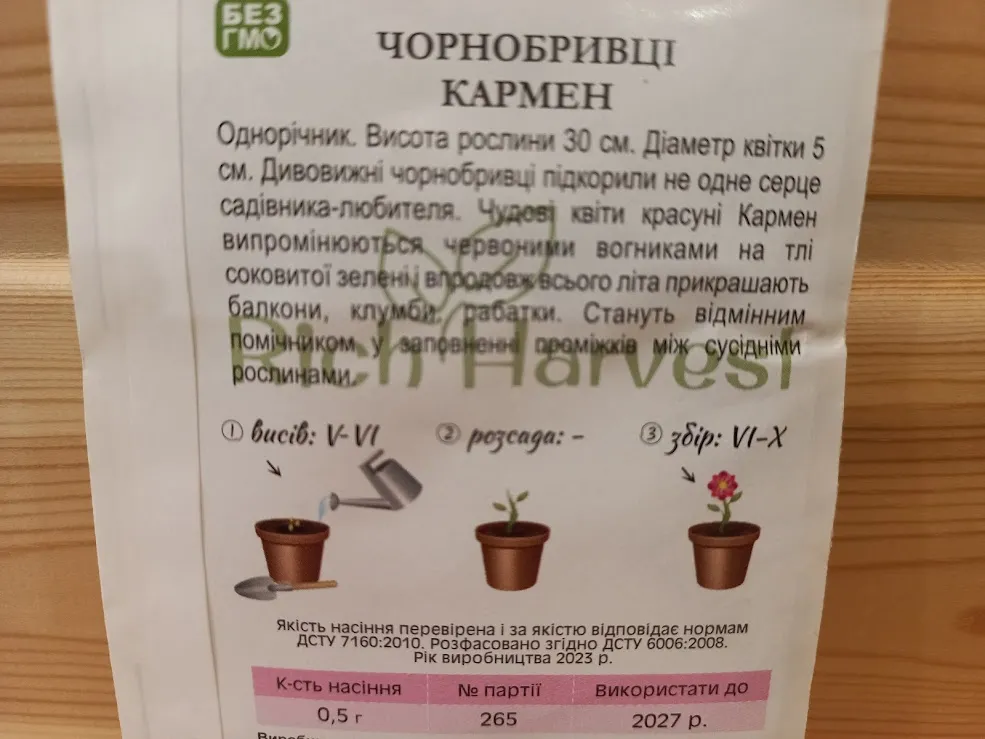 БЕЗ
ГМО
ЧОРНОБРИВЦІ
КАРМЕН
Однорічник. Висота рослини 30 см. Діаметр квітки 5
см. Дивовижні чорнобривці підкорили не одне серце
садівника-любителя. Чудові квіти красуні Кармен
випромінюються червоними вогниками на тлі
соковитої зелені і впродовж всього літа прикрашають
балкони, клумби, рабатки. Стануть відмінним
помічником у заповненні проміжків між сусідніми
рослинами.
Rich Harvest
① висів: V-VI ② розсада: - ③ збір: VI-X
Якість насіння перевірена і за якістю відповідає нормам
ДСТУ 7160:2010. Розфасовано згідно ДСТУ 6006:2008.
Рік виробництва 2023 р.
К-сть насіння № партії Використати до
0,5 г 265 2027 р.